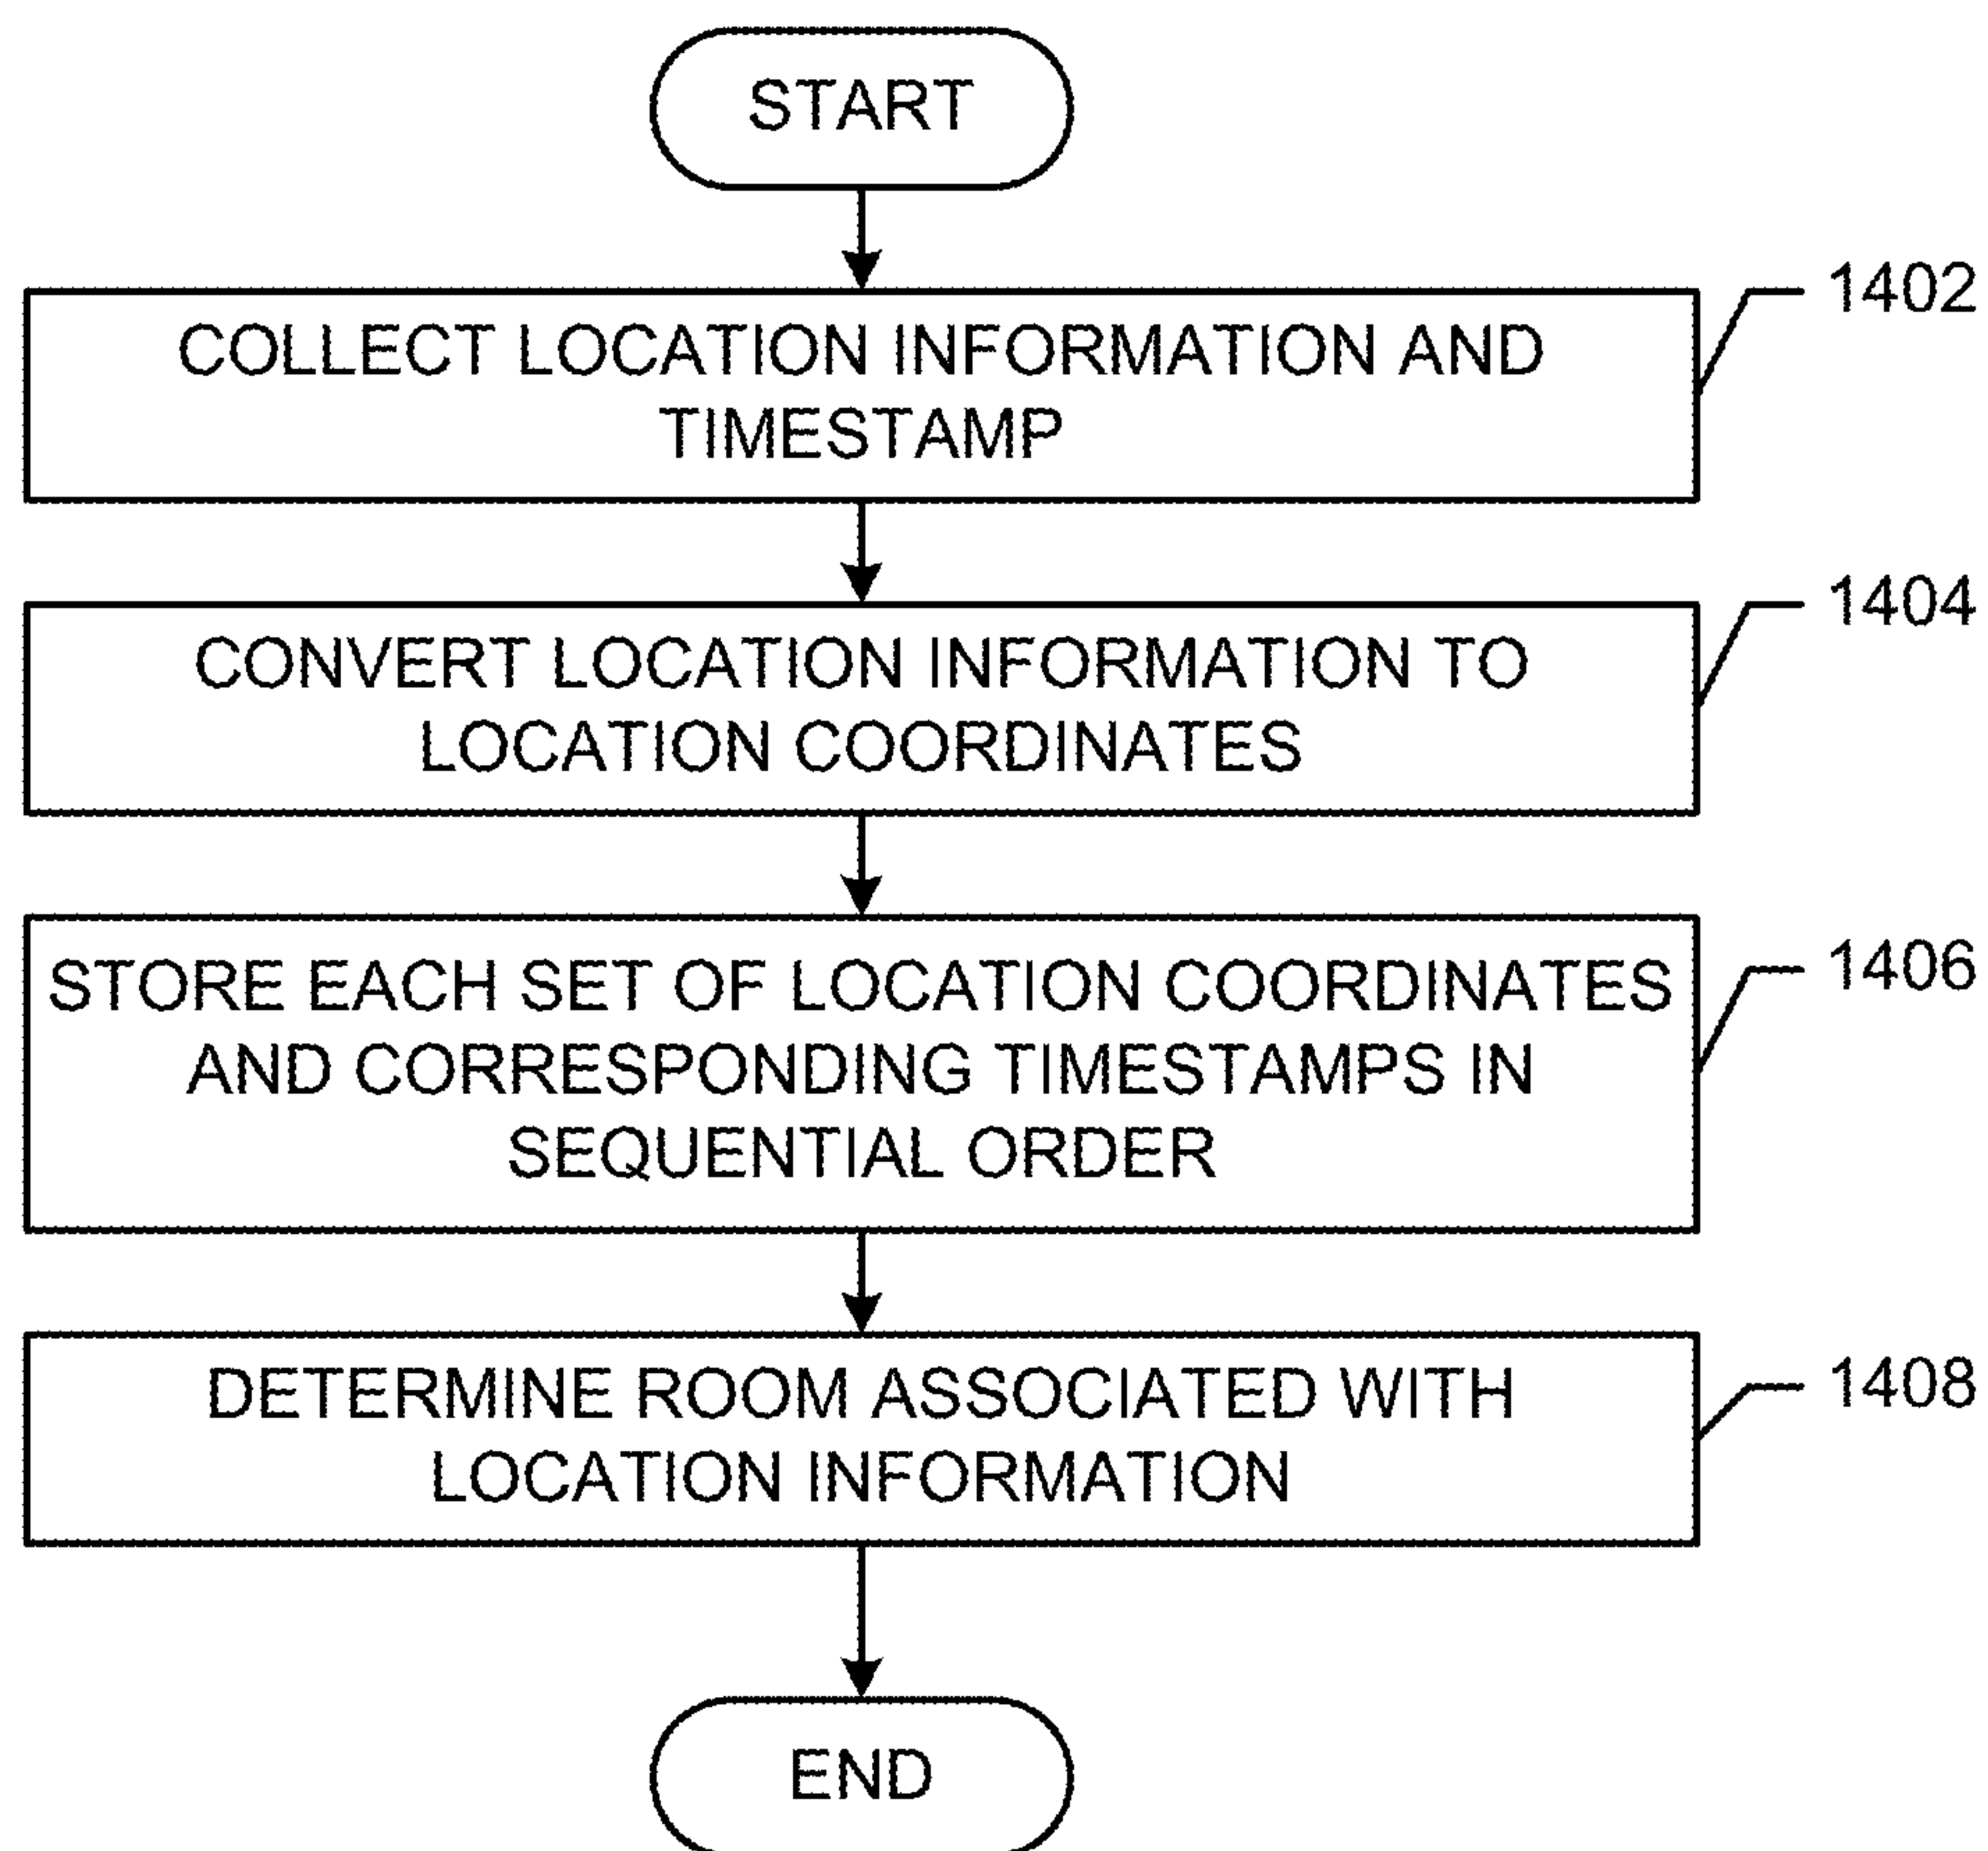 START
1402
COLLECT LOCATION INFORMATION AND
TIMESTAMP
1404
CONVERT LOCATION INFORMATION TO
LOCATION COORDINATES
1406
STORE EACH SET OF LOCATION COORDINATES
AND CORRESPONDING TIMESTAMPS IN
SEQUENTIAL ORDER
1408
DETERMINE ROOM ASSOCIATED WITH
LOCATION INFORMATION
END